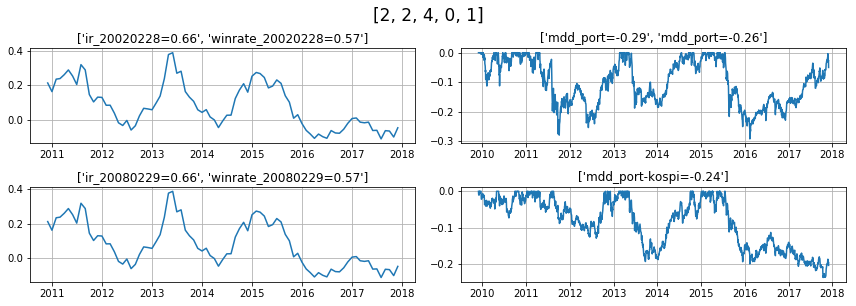 [2, 2, 4, 0, 1]
['ir_20020228=0.66', 'winrate_20020228=0.57']
0.4
0.2
0.0
2011 2012 2013 2014 2015 2016 2017 2018
['mdd_port=-0.29', 'mdd_port=-0.26']
0.0
−0.1
−0.2
−0.3
2010 2011 2012 2013 2014 2015 2016 2017 2018
['ir_20080229=0.66', 'winrate_20080229=0.57']
0.4
0.2
0.0
2011 2012 2013 2014 2015 2016 2017 2018
['mdd_port-kospi=-0.24']
0.0
−0.1
−0.2
2010 2011 2012 2013 2014 2015 2016 2017 2018